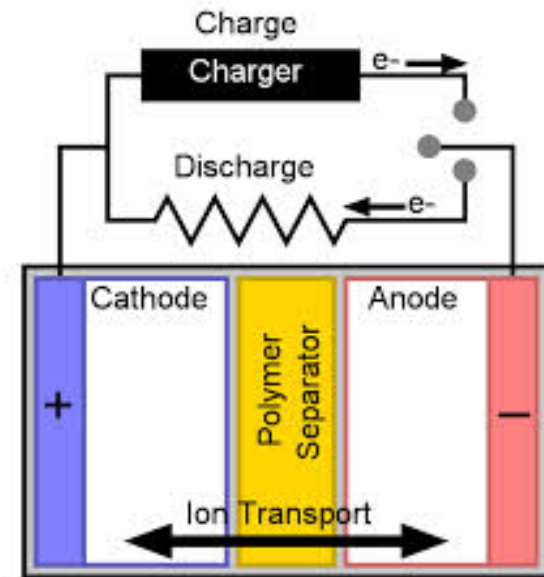 Charge
Charger
e-
Discharge
e-
Cathode
Anode
+
Polymer
Separator
−
Ion Transport